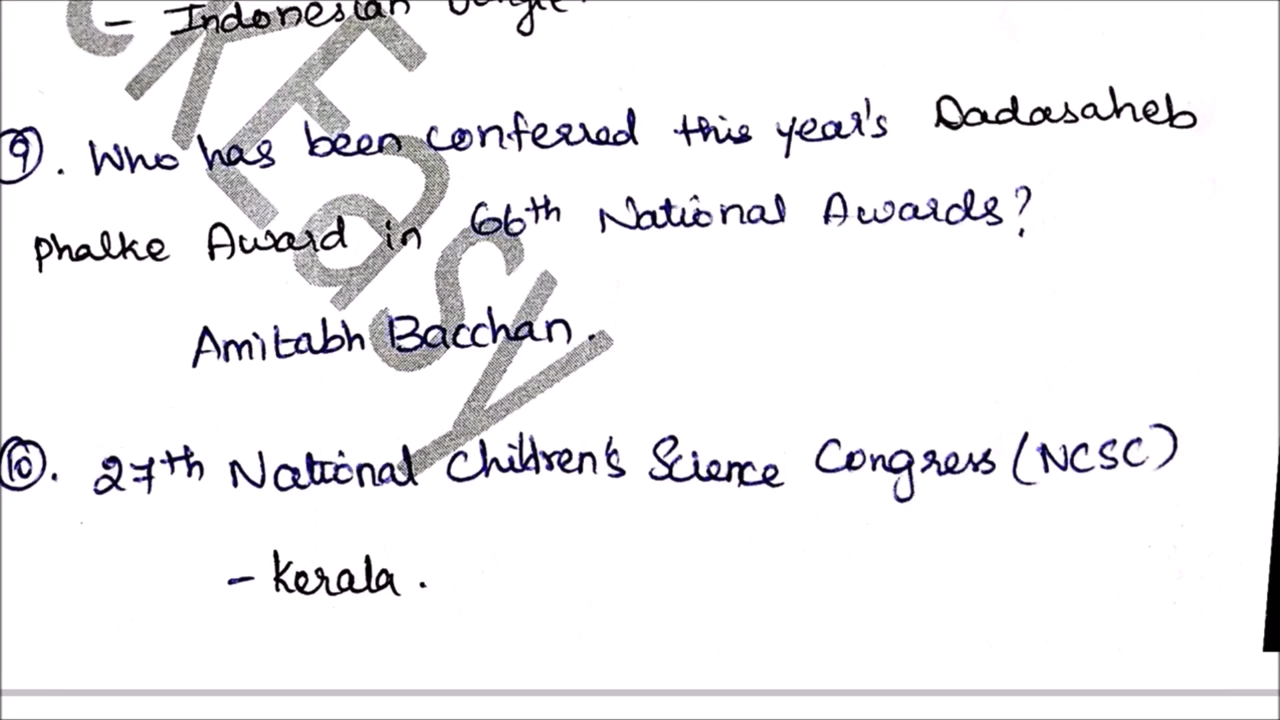 - Indonesian
9. Who has been conferred this year's Dadasaheb
Phalke Award in 66th National Awards?
Amitabh Bacchan.
10. 27th National Children's Science Congress (NCSC)
- Kerala.